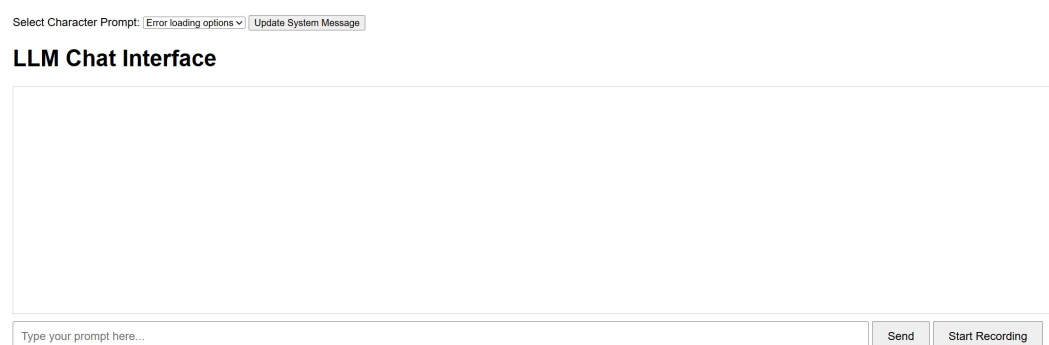 Select Character Prompt: Error loading options Update System Message
LLM Chat Interface
Type your prompt here... Send Start Recording